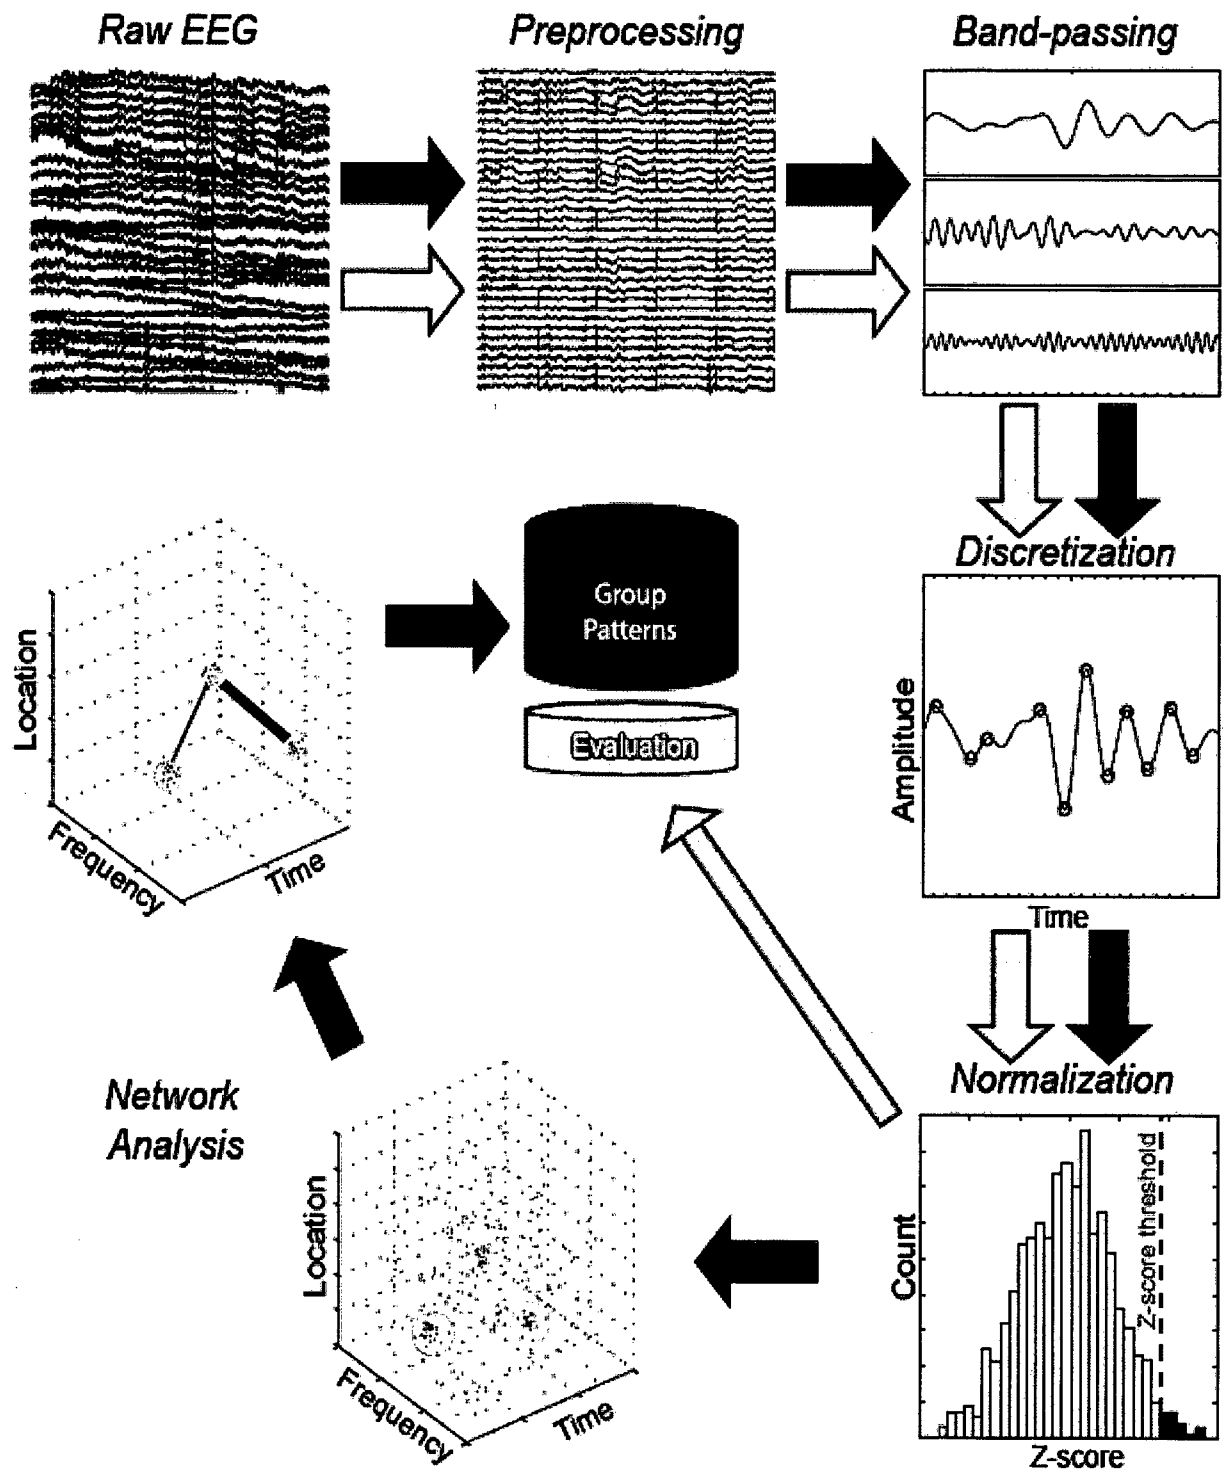 Raw EEG
Preprocessing
Band-passing
Discretization
Amplitude
Time
Group
Patterns
Evaluation
Location
Frequency
Time
Normalization
Count
Z-score threshold
Z-score
Network
Analysis
Location
Frequency
Time